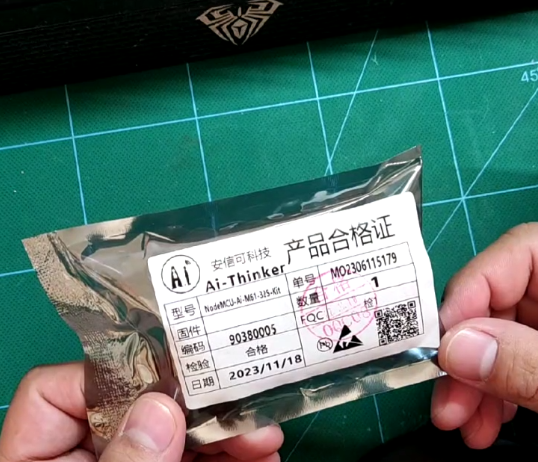 Ai
安信可科技
Ai-Thinker
产品合格证
型号 NodeMCU-Ai-M61-32S-Kit 单号 MO2306115179
固件 数量 1
编码 90380005 FQC 检1
检验 合格
日期 2023/11/18
45